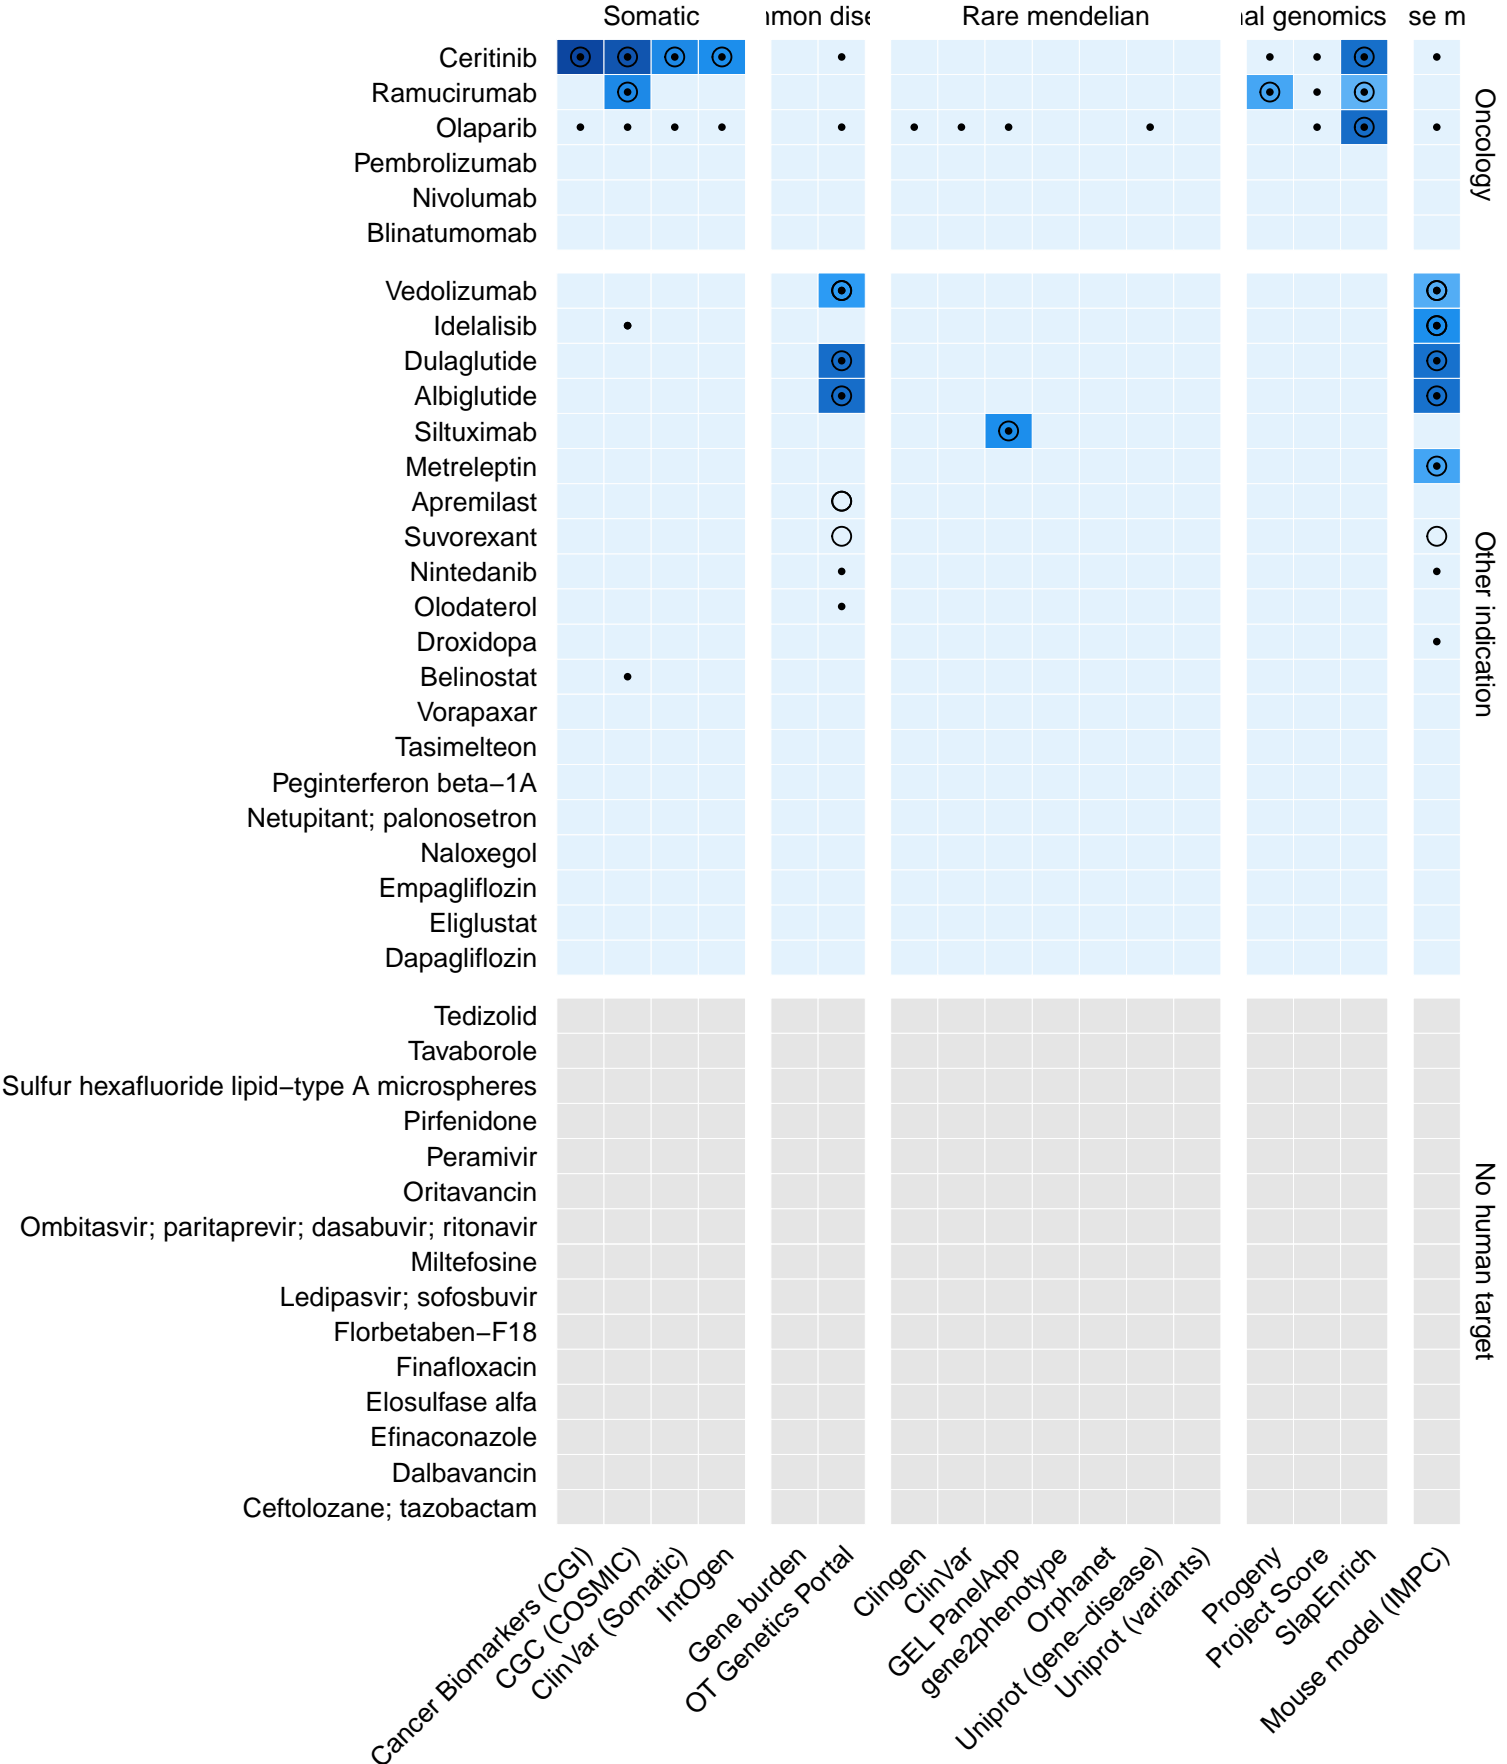 Somatic
mmon dise
Rare mendelian
al genomics
se m
Ceritinib
Ramucirumab
Olaparib
Pembrolizumab
Nivolumab
Blinatumomab
Oncology
Vedolizumab
Idelalisib
Dulaglutide
Albiglutide
Siltuximab
Metreleptin
Apremilast
Suvorexant
Nintedanib
Olodaterol
Droxidopa
Belinostat
Vorapaxar
Tasimelteon
Peginterferon beta−1A
Netupitant; palonosetron
Naloxegol
Empagliflozin
Eliglustat
Dapagliflozin
Other indication
Tedizolid
Tavaborole
Sulfur hexafluoride lipid−type A microspheres
Pirfenidone
Peramivir
Oritavancin
Ombitasvir; paritaprevir; dasabuvir; ritonavir
Miltefosine
Ledipasvir; sofosbuvir
Florbetaben−F18
Finafloxacin
Elosulfase alfa
Efinaconazole
Dalbavancin
Ceftolozane; tazobactam
No human target
Cancer Biomarkers (CGI)
CGC (COSMIC)
ClinVar (Somatic)
IntOgen
Gene burden
OT Genetics Portal
Clingen
ClinVar
GEL PanelApp
gene2phenotype
Orphanet
Uniprot (gene−disease)
Uniprot (variants)
Progeny
Project Score
SlapEnrich
Mouse model (IMPC)